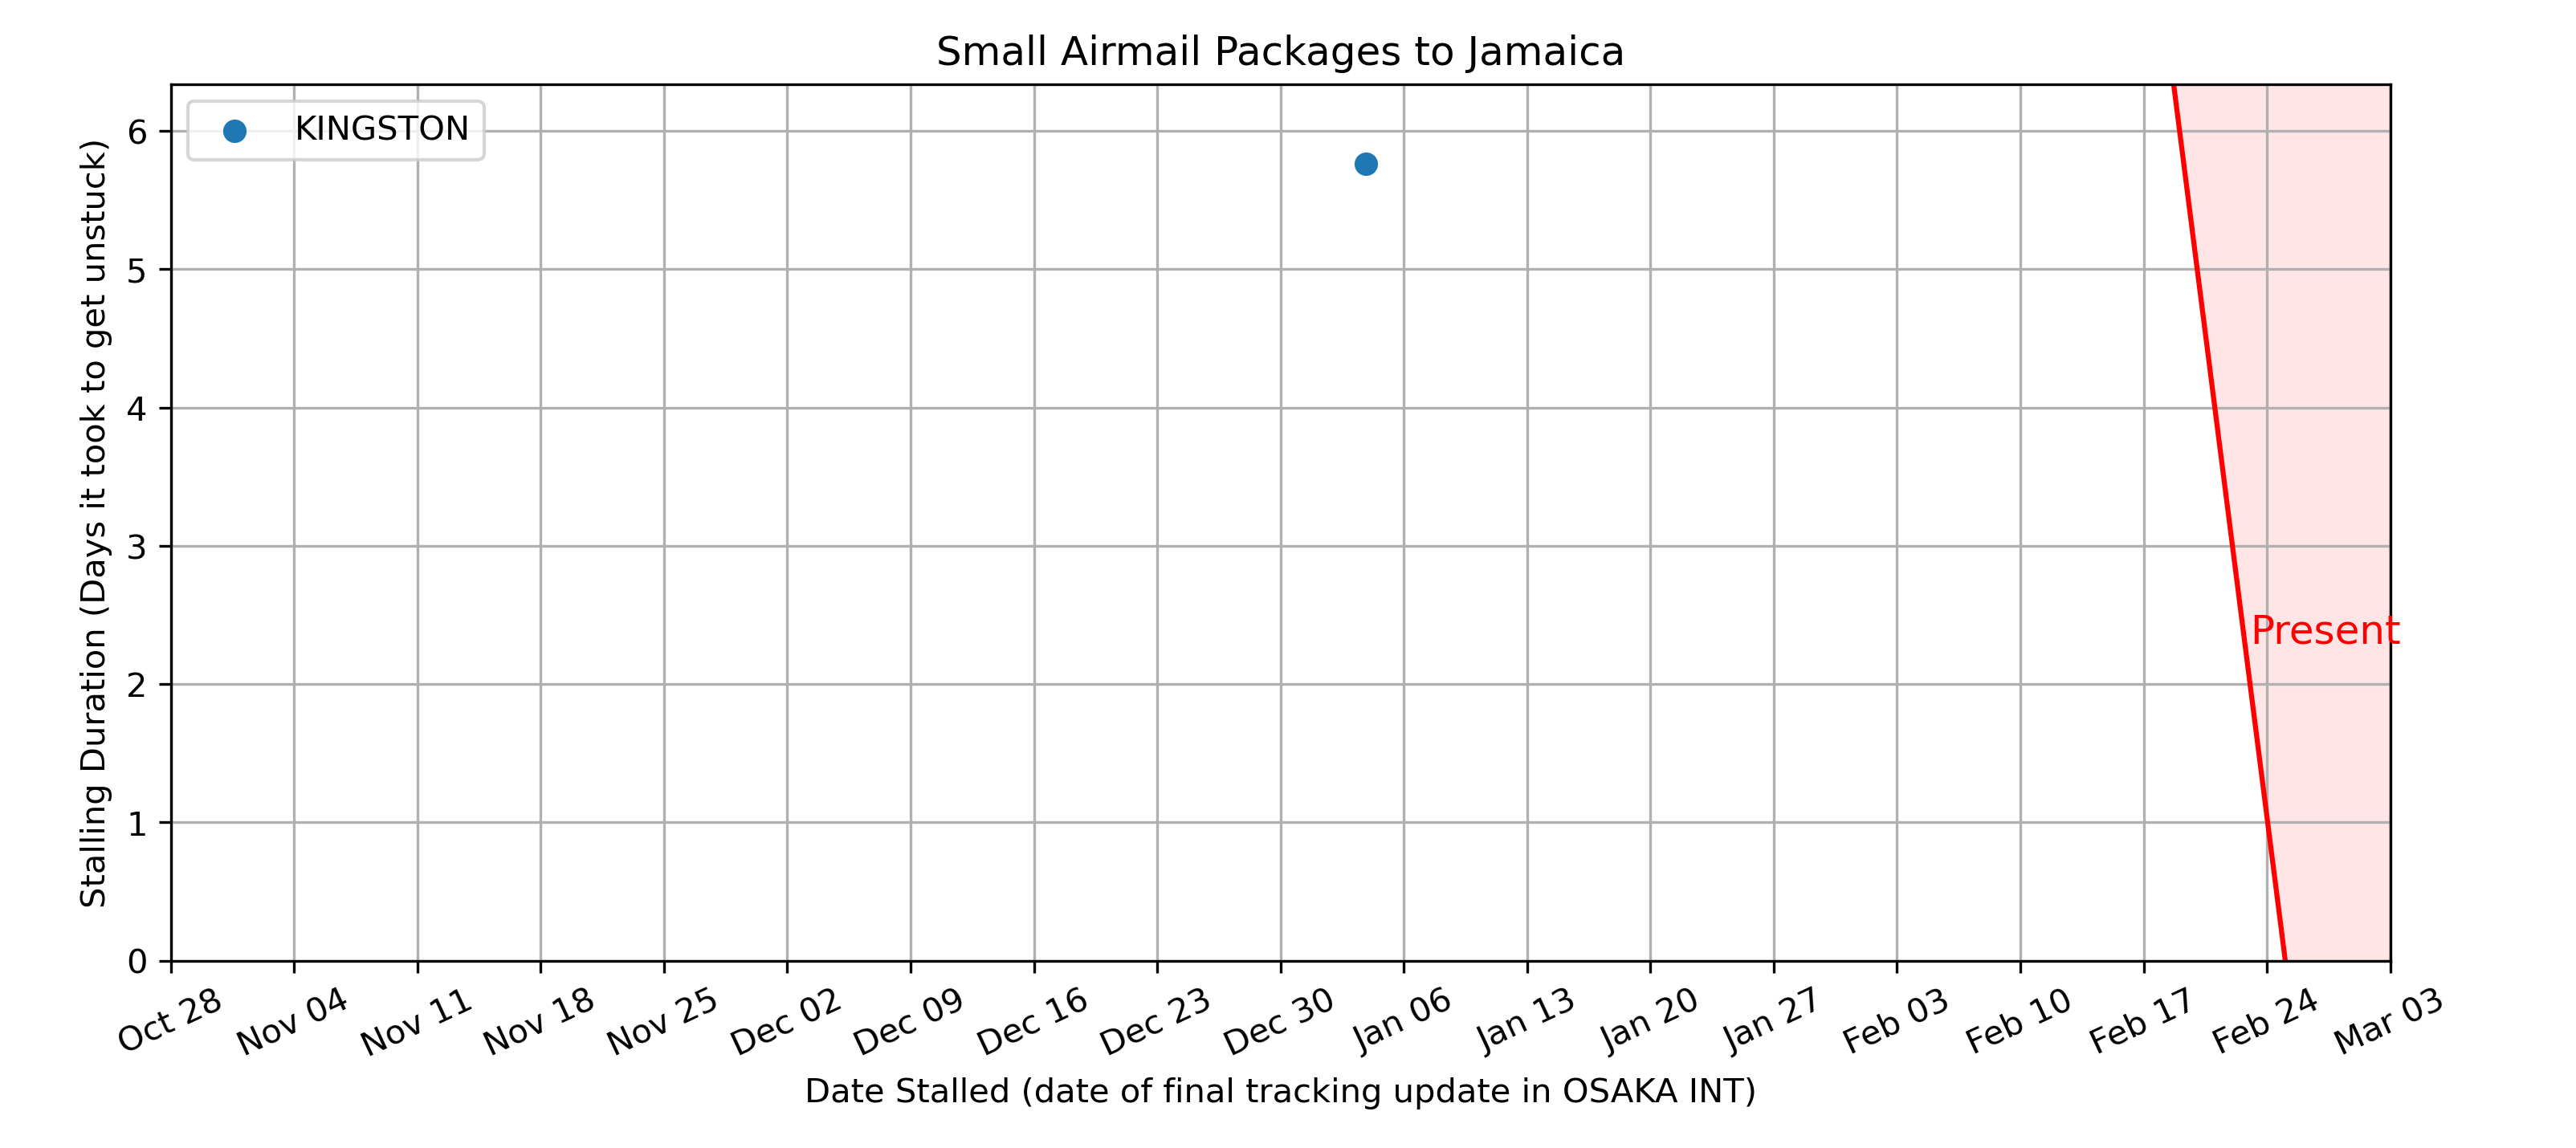 Small Airmail Packages to Jamaica
KINGSTON
Stalling Duration (Days it took to get unstuck)
6
5
4
3
2
1
0
Present
Oct 28 Nov 04 Nov 11 Nov 18 Nov 25 Dec 02 Dec 09 Dec 16 Dec 23 Dec 30 Jan 06 Jan 13 Jan 20 Jan 27 Feb 03 Feb 10 Feb 17 Feb 24 Mar 03
Date Stalled (date of final tracking update in OSAKA INT)